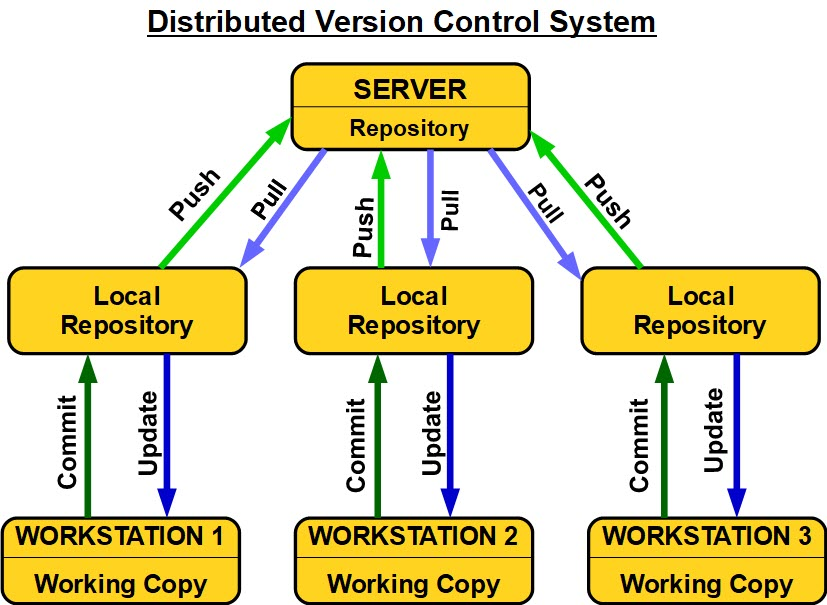 Distributed Version Control System
SERVER
Repository
Push
Pull
Push
Pull
Pull
Push
Local
Repository
Local
Repository
Local
Repository
Commit
Update
Commit
Update
Commit
Update
WORKSTATION 1
Working Copy
WORKSTATION 2
Working Copy
WORKSTATION 3
Working Copy